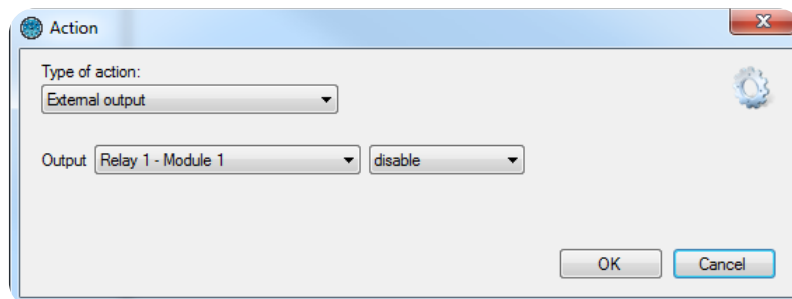 Action
Type of action:
External output
Output Relay 1 - Module 1 disable
OK Cancel